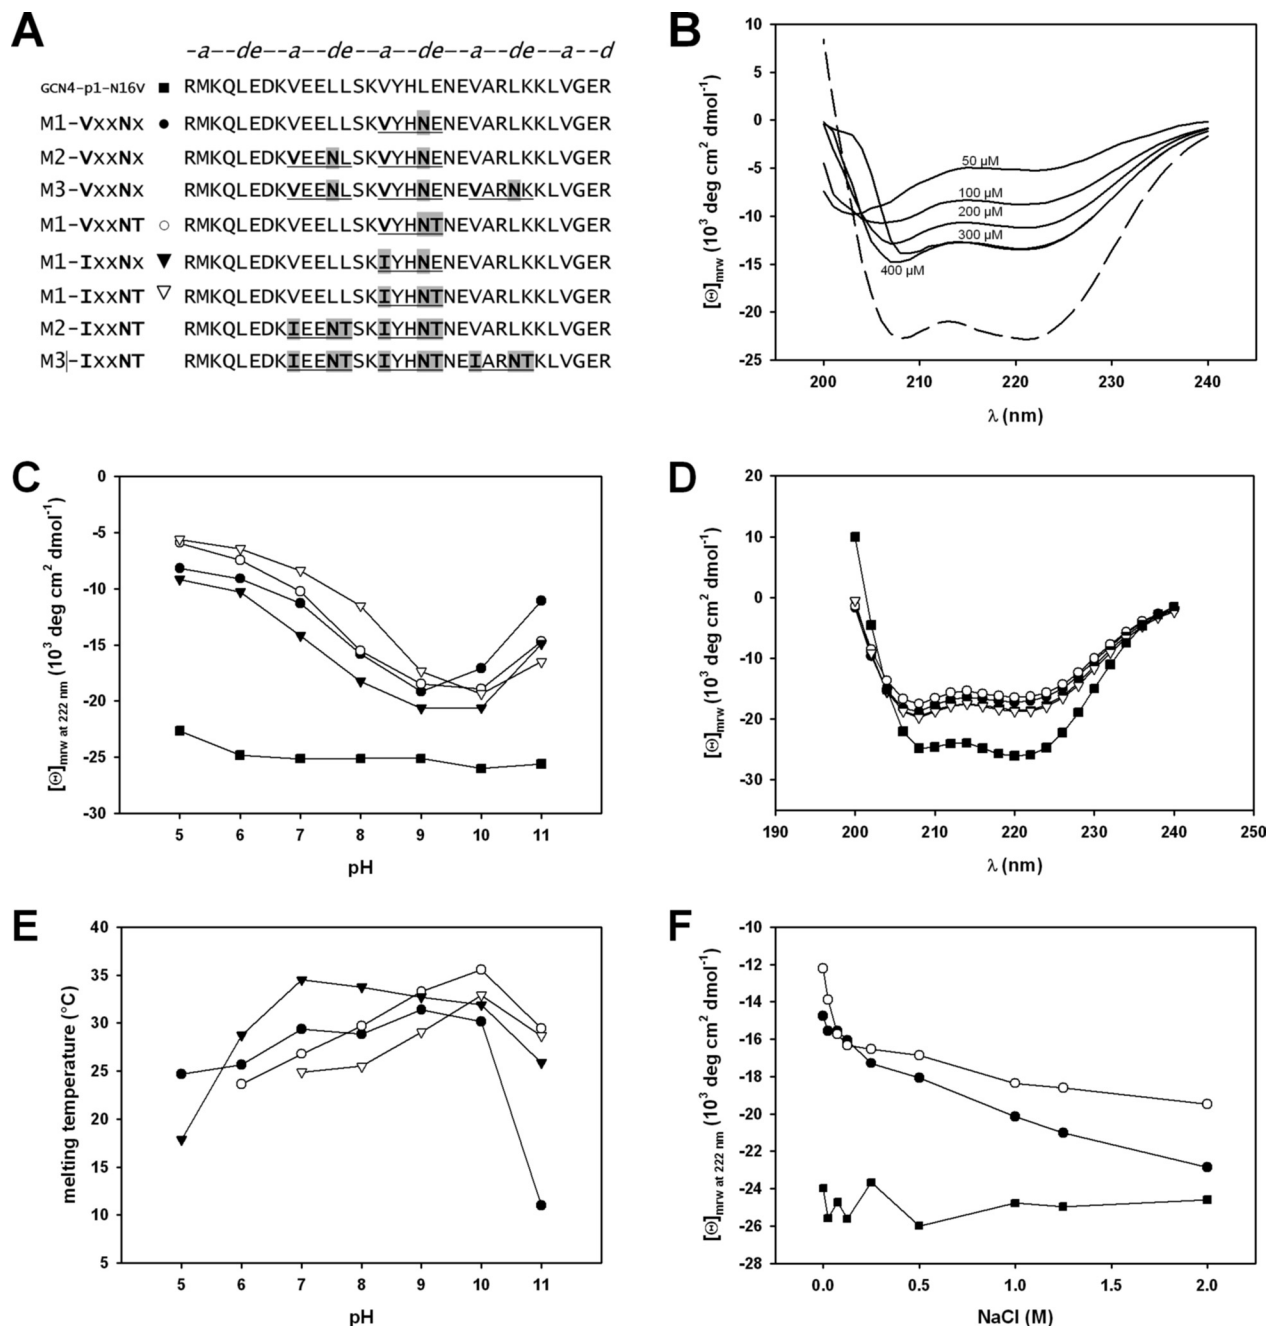 A
-a--de--a--de--a--de--a--de--a--d
GCN4-p1-N16V ■ RMKQLEDKVEELLSKVYHLENEVARLKKLVGER
M1-VxxNx ● RMKQLEDKVEELLSKVYHNENEVARLKKLVGER
M2-VxxNx RMKQLEDKVEENLSKVYHNENEVARLKKLVGER
M3-VxxNx RMKQLEDKVEENLSKVYHNENEVARNKKLVGER
M1-VxxNT ○ RMKQLEDKVEELLSKVYHNTNEVARLKKLVGER
M1-IxxNx ▼ RMKQLEDKVEELLSKIYHNENEVARLKKLVGER
M1-IxxNT ▽ RMKQLEDKVEELLSKIYHNTNEVARLKKLVGER
M2-IxxNT RMKQLEDKIEENTSKIYHNTNEVARLKKLVGER
M3-IxxNT RMKQLEDKIEENTSKIYHNTNEIARNTKLVGER
B
10
5
0
-5
-10
-15
-20
-25
[Θ]mrw (10³ deg cm² dmol⁻¹)
50 µM
100 µM
200 µM
300 µM
400 µM
200 210 220 230 240
λ (nm)
C
0
-5
-10
-15
-20
-25
-30
[Θ]mrw at 222 nm (10³ deg cm² dmol⁻¹)
5 6 7 8 9 10 11
pH
D
20
10
0
-10
-20
-30
[Θ]mrw (10³ deg cm² dmol⁻¹)
190 200 210 220 230 240 250
λ (nm)
E
40
35
30
25
20
15
10
5
melting temperature (°C)
5 6 7 8 9 10 11
pH
F
-10
-12
-14
-16
-18
-20
-22
-24
-26
-28
[Θ]mrw at 222 nm (10³ deg cm² dmol⁻¹)
0.0 0.5 1.0 1.5 2.0
NaCl (M)